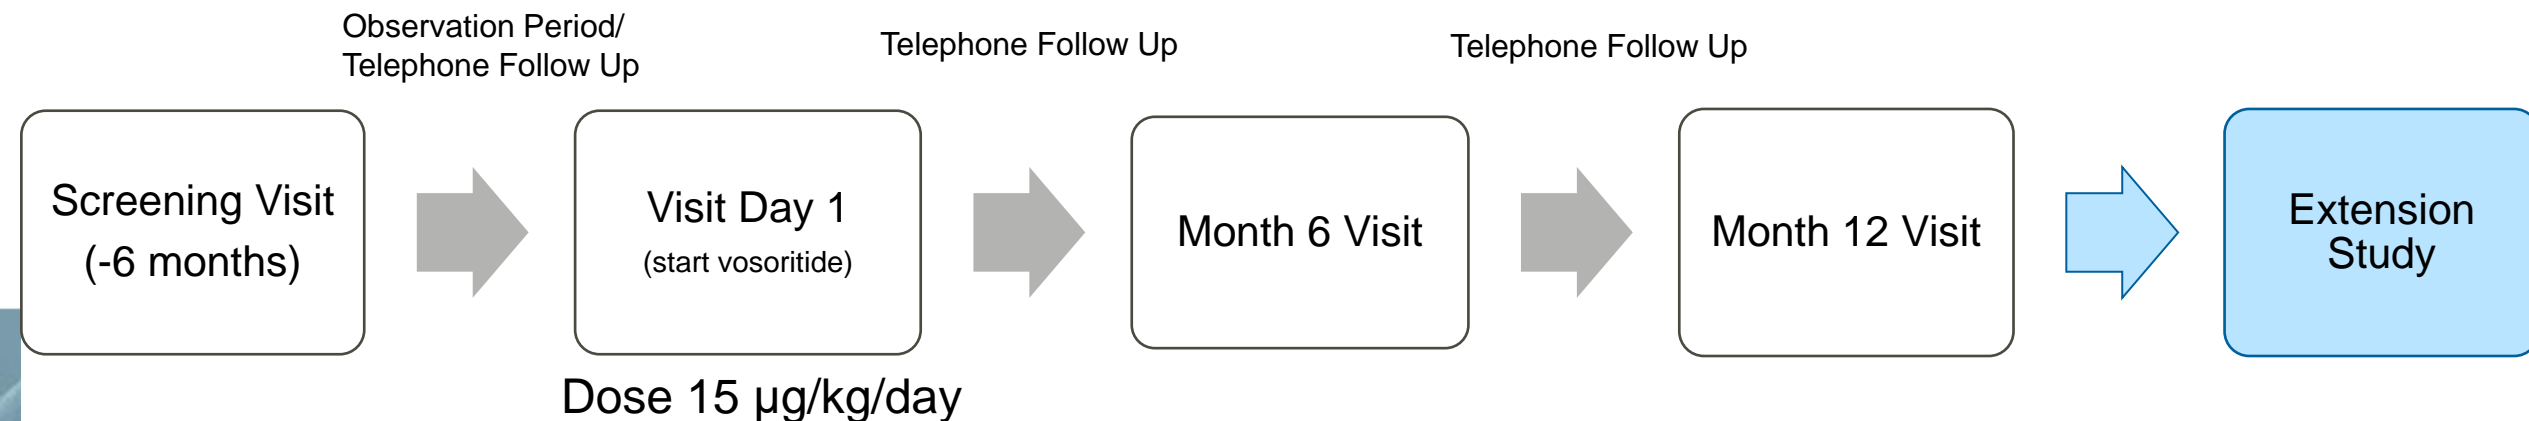 Observation Period/
Telephone Follow Up
Telephone Follow Up
Telephone Follow Up
Screening Visit
(-6 months)
Visit Day 1
(start vosoritide)
Month 6 Visit
Month 12 Visit
Extension
Study
Dose 15 µg/kg/day